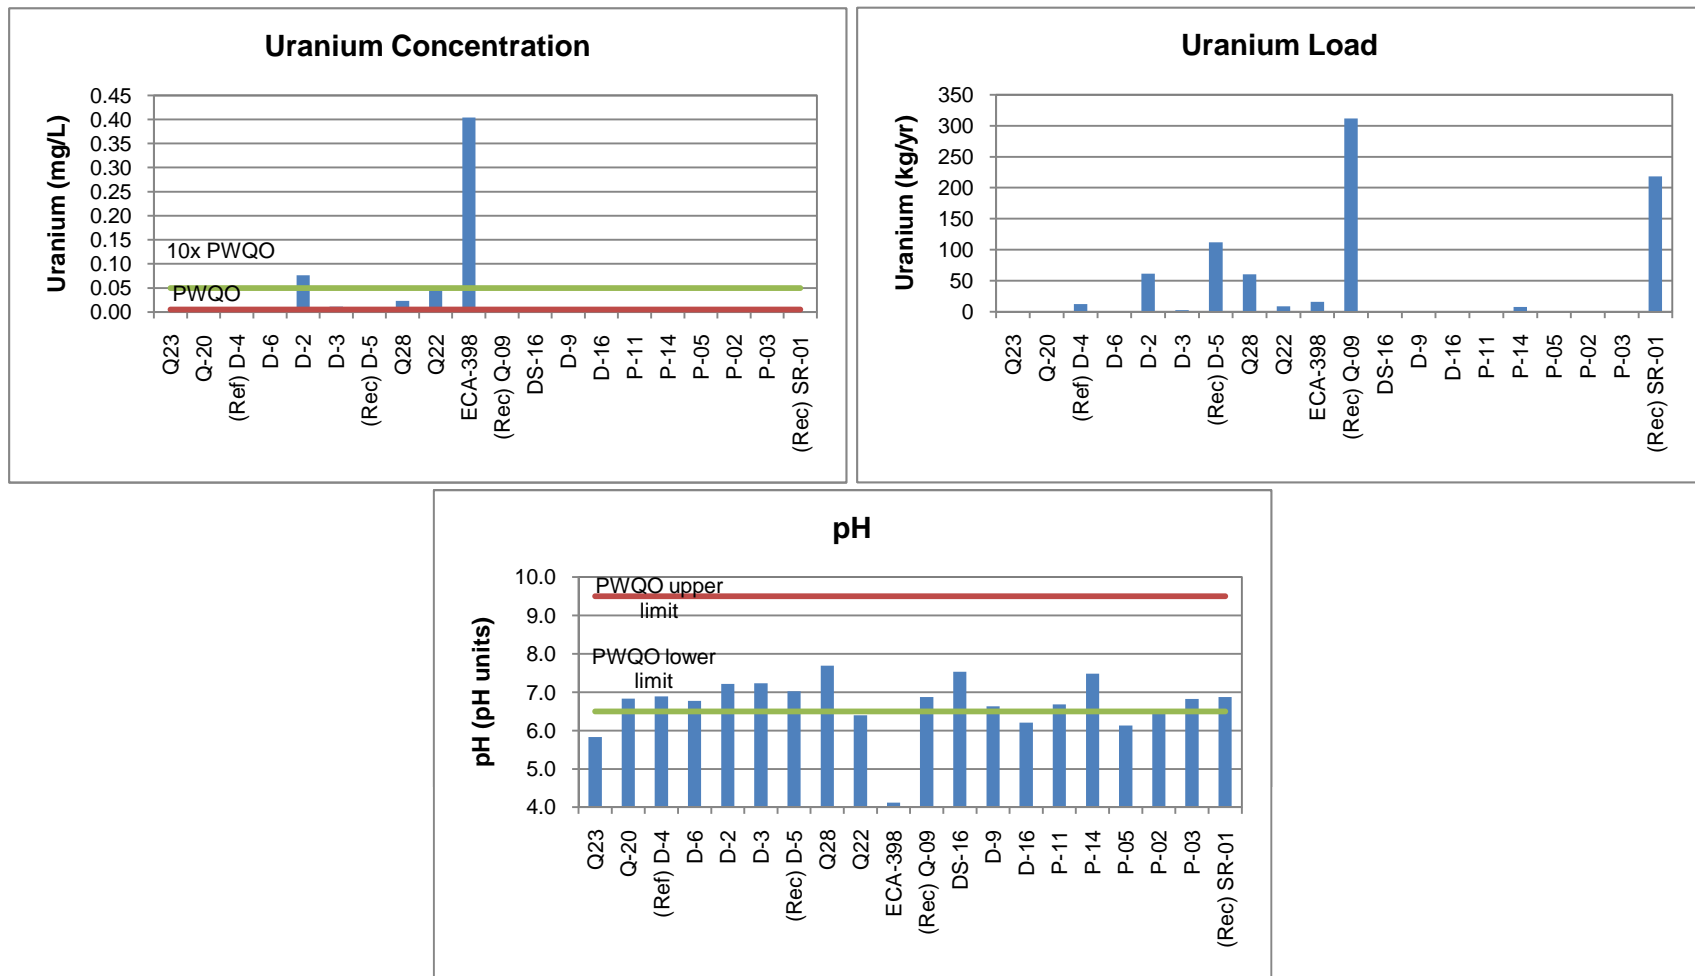 Uranium Concentration
Uranium (mg/L)
0.45
0.40
0.35
0.30
0.25
0.20
0.15
0.10
0.05
0.00
10x PWQO
PWQO
Q23
Q-20
(Ref) D-4
D-6
D-2
D-3
(Rec) D-5
Q28
Q22
ECA-398
(Rec) Q-09
DS-16
D-9
D-16
P-11
P-14
P-05
P-02
P-03
(Rec) SR-01
Uranium Load
Uranium (kg/yr)
350
300
250
200
150
100
50
0
Q23
Q-20
(Ref) D-4
D-6
D-2
D-3
(Rec) D-5
Q28
Q22
ECA-398
(Rec) Q-09
DS-16
D-9
D-16
P-11
P-14
P-05
P-02
P-03
(Rec) SR-01
pH
pH (pH units)
10.0
9.0
8.0
7.0
6.0
5.0
4.0
PWQO upper
limit
PWQO lower
limit
Q23
Q-20
(Ref) D-4
D-6
D-2
D-3
(Rec) D-5
Q28
Q22
ECA-398
(Rec) Q-09
DS-16
D-9
D-16
P-11
P-14
P-05
P-02
P-03
(Rec) SR-01